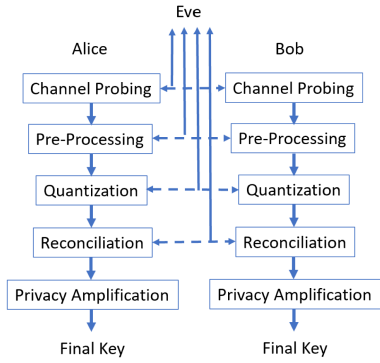 Eve
Alice Bob
Channel Probing Channel Probing
Pre-Processing Pre-Processing
Quantization Quantization
Reconciliation Reconciliation
Privacy Amplification Privacy Amplification
Final Key Final Key